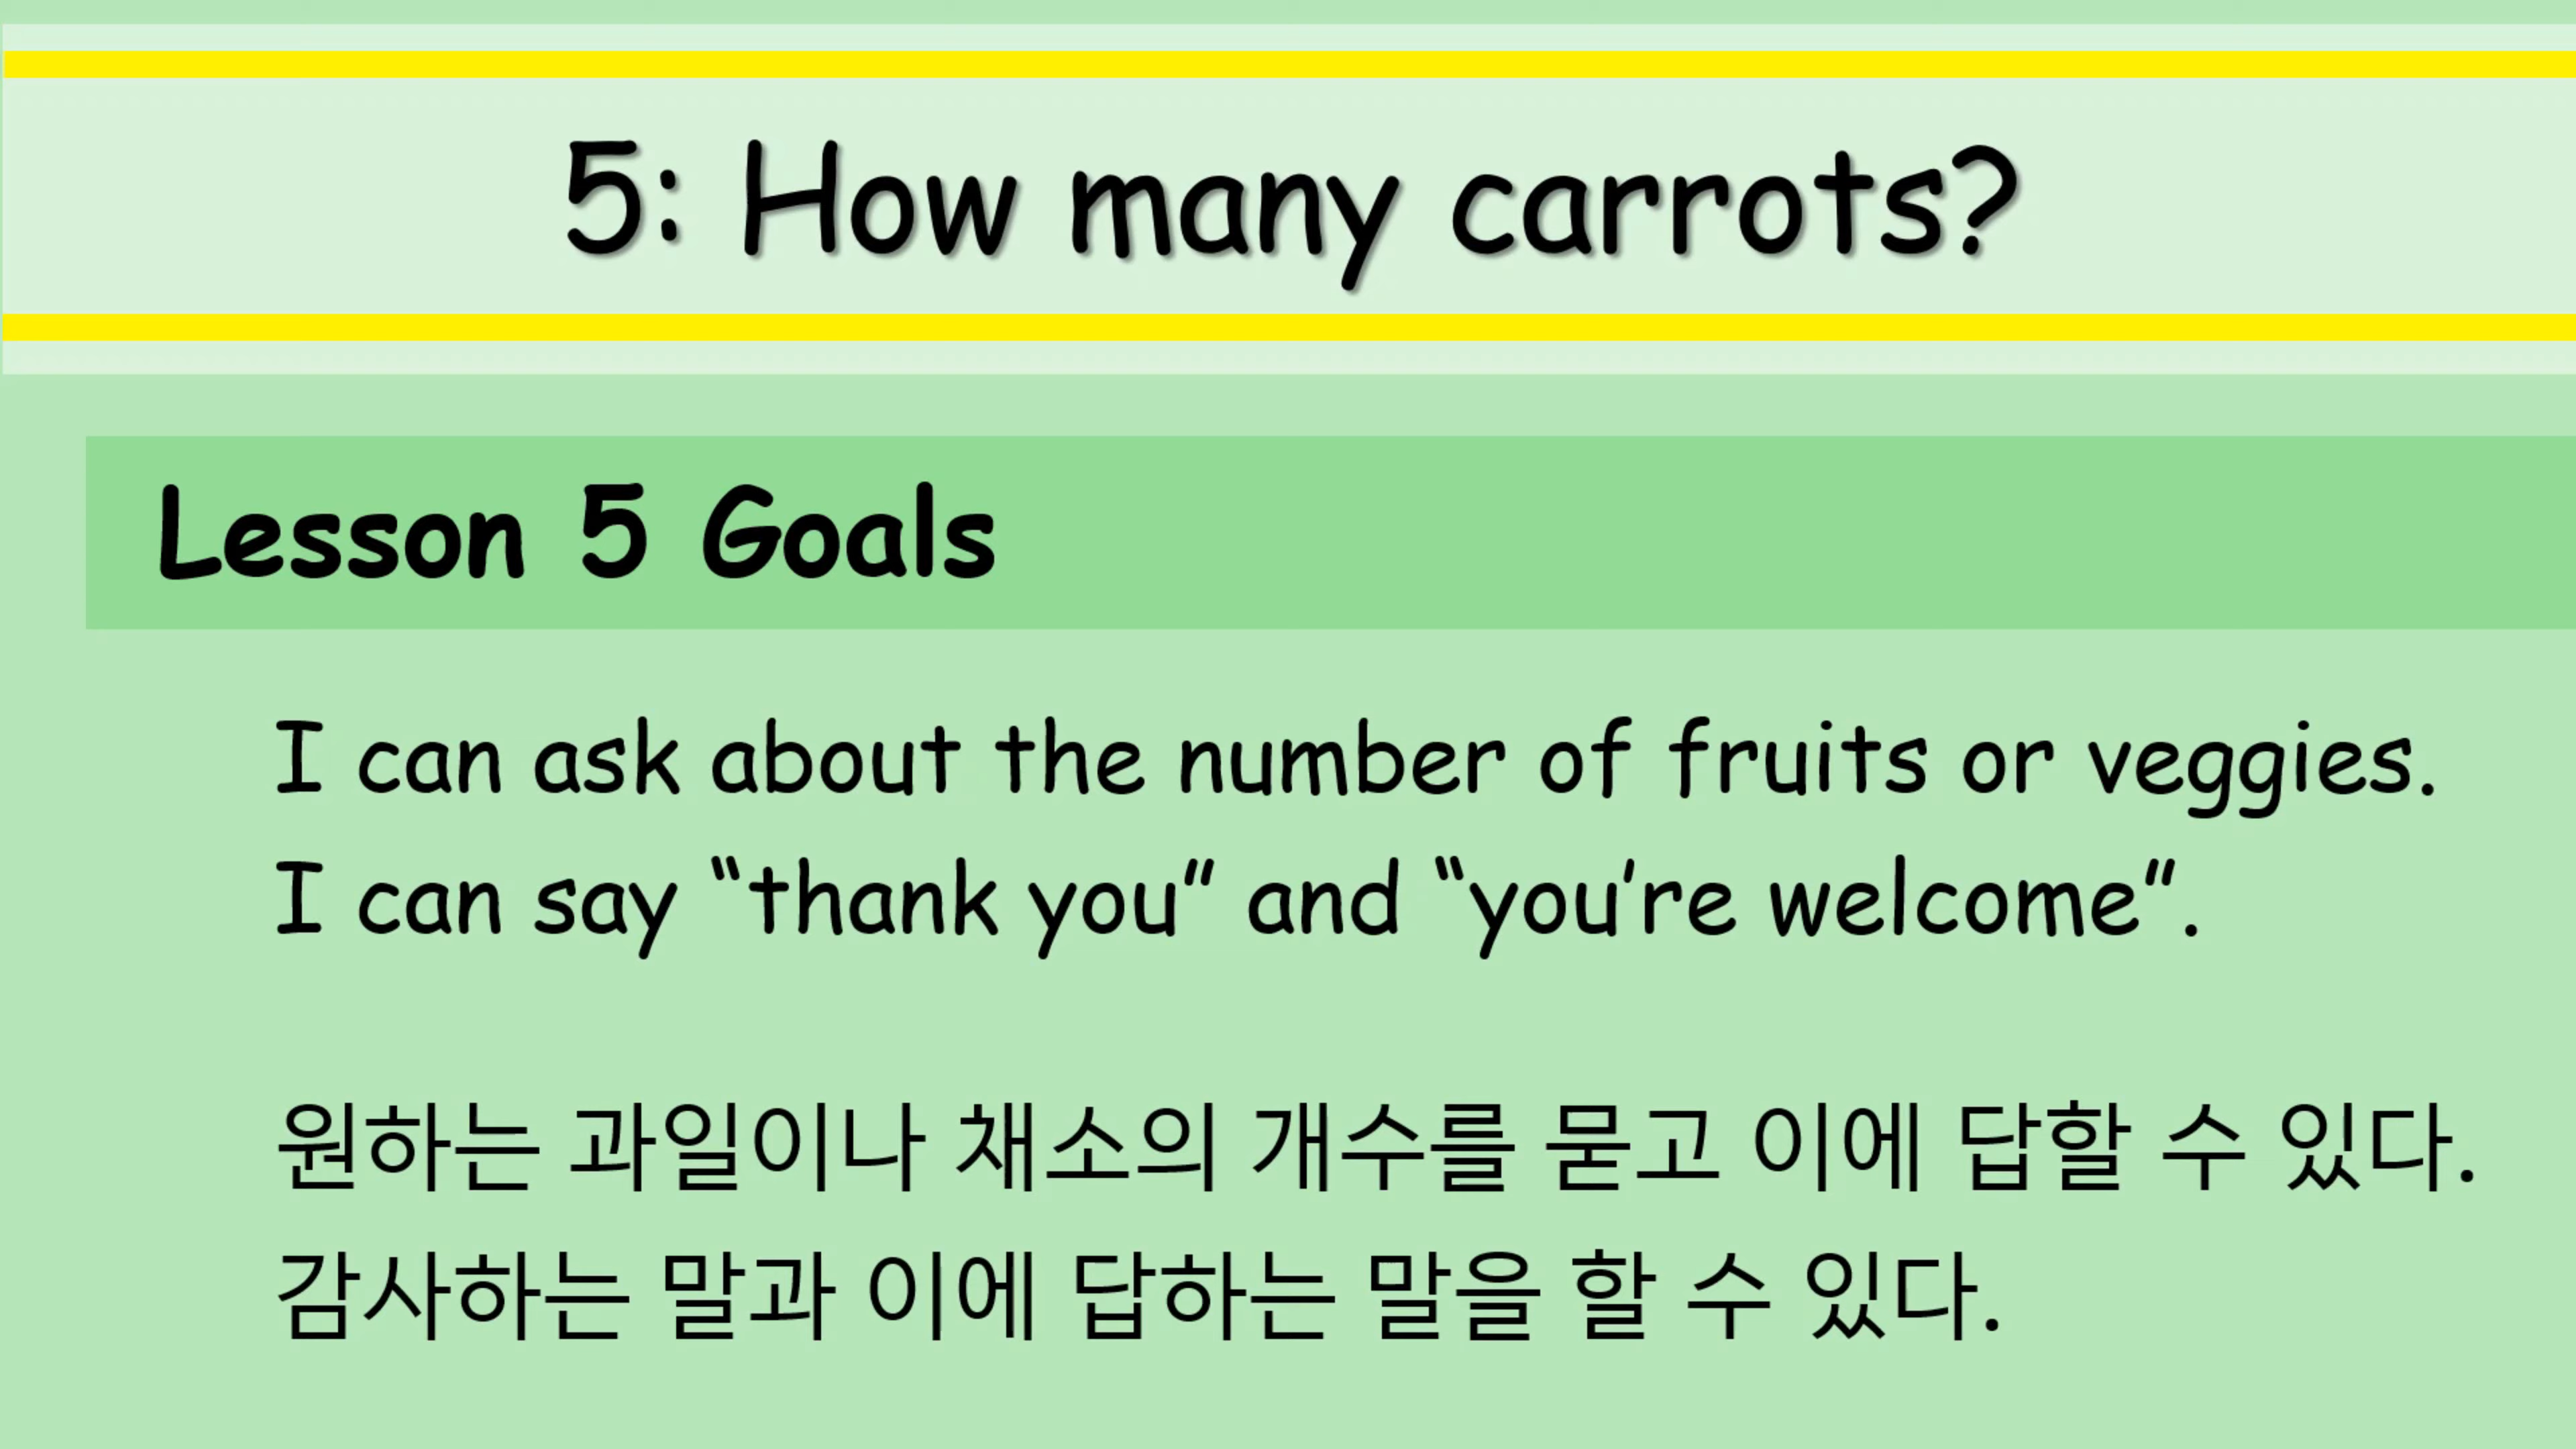 5: How many carrots?
Lesson 5 Goals
I can ask about the number of fruits or veggies.
I can say “thank you” and “you’re welcome”.
원하는 과일이나 채소의 개수를 묻고 이에 답할 수 있다.
감사하는 말과 이에 답하는 말을 할 수 있다.